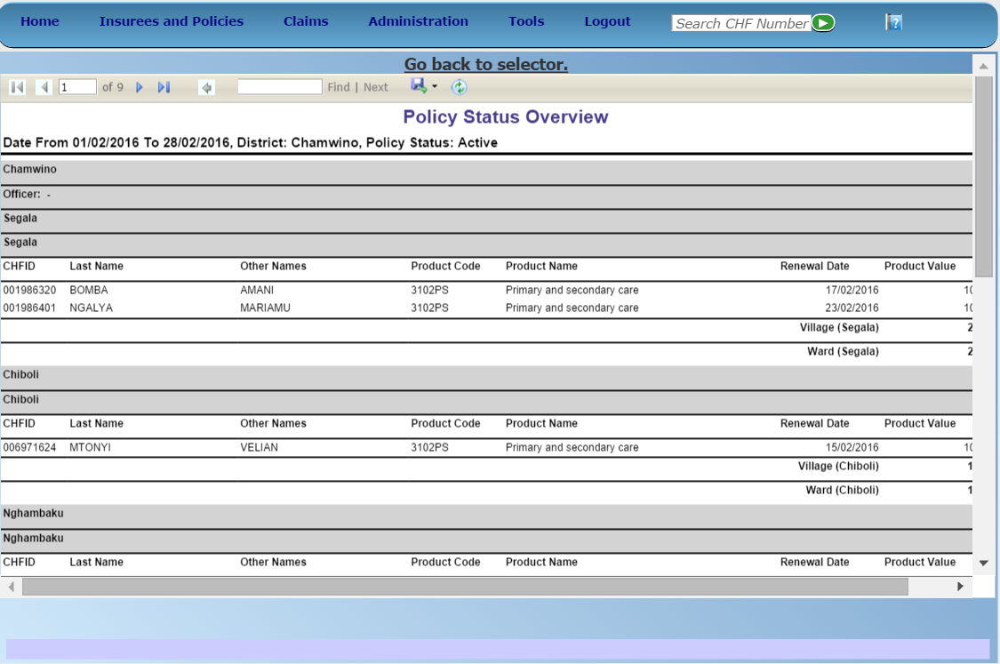 Home Insurees and Policies Claims Administration Tools Logout Search CHF Number
Go back to selector.
1 of 9 Find | Next
Policy Status Overview
Date From 01/02/2016 To 28/02/2016, District: Chamwino, Policy Status: Active
Chamwino
Officer: -
Segala
Segala
CHFID Last Name Other Names Product Code Product Name Renewal Date Product Value
001986320 BOMBA AMANI 3102PS Primary and secondary care 17/02/2016
001986401 NGALYA MARIAMU 3102PS Primary and secondary care 23/02/2016
Village (Segala)
Ward (Segala)
Chiboli
Chiboli
CHFID Last Name Other Names Product Code Product Name Renewal Date Product Value
006971624 MTONYI VELIAN 3102PS Primary and secondary care 15/02/2016
Village (Chiboli)
Ward (Chiboli)
Nghambaku
Nghambaku
CHFID Last Name Other Names Product Code Product Name Renewal Date Product Value